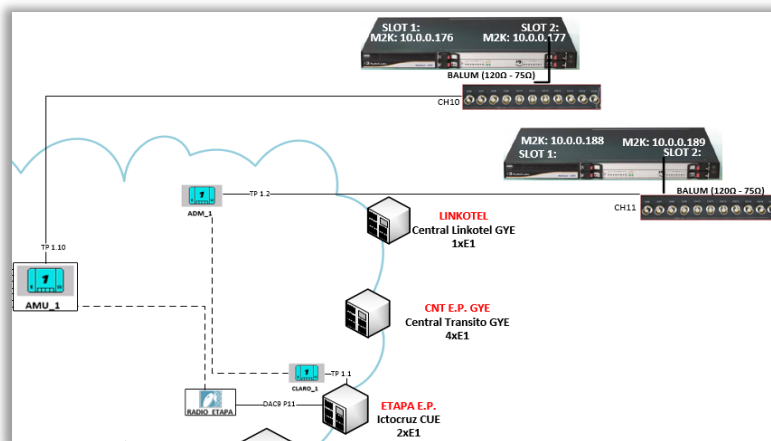 SLOT 1: SLOT 2:
M2K: 10.0.0.176 M2K: 10.0.0.177
BALUM (120Ω - 75Ω)
CH10
M2K: 10.0.0.188 M2K: 10.0.0.189
SLOT 1: SLOT 2:
BALUM (120Ω - 75Ω)
CH11
TP 1.2
ADM_1
LINKOTEL
Central Linkotel GYE
1xE1
TP 1.10
AMU_1
CNT E.P. GYE
Central Transito GYE
4xE1
TP 1.1
CLARO_1
RADIO_ETAPA
DAC9 P11
ETAPA E.P.
Ictocruz CUE
2xE1